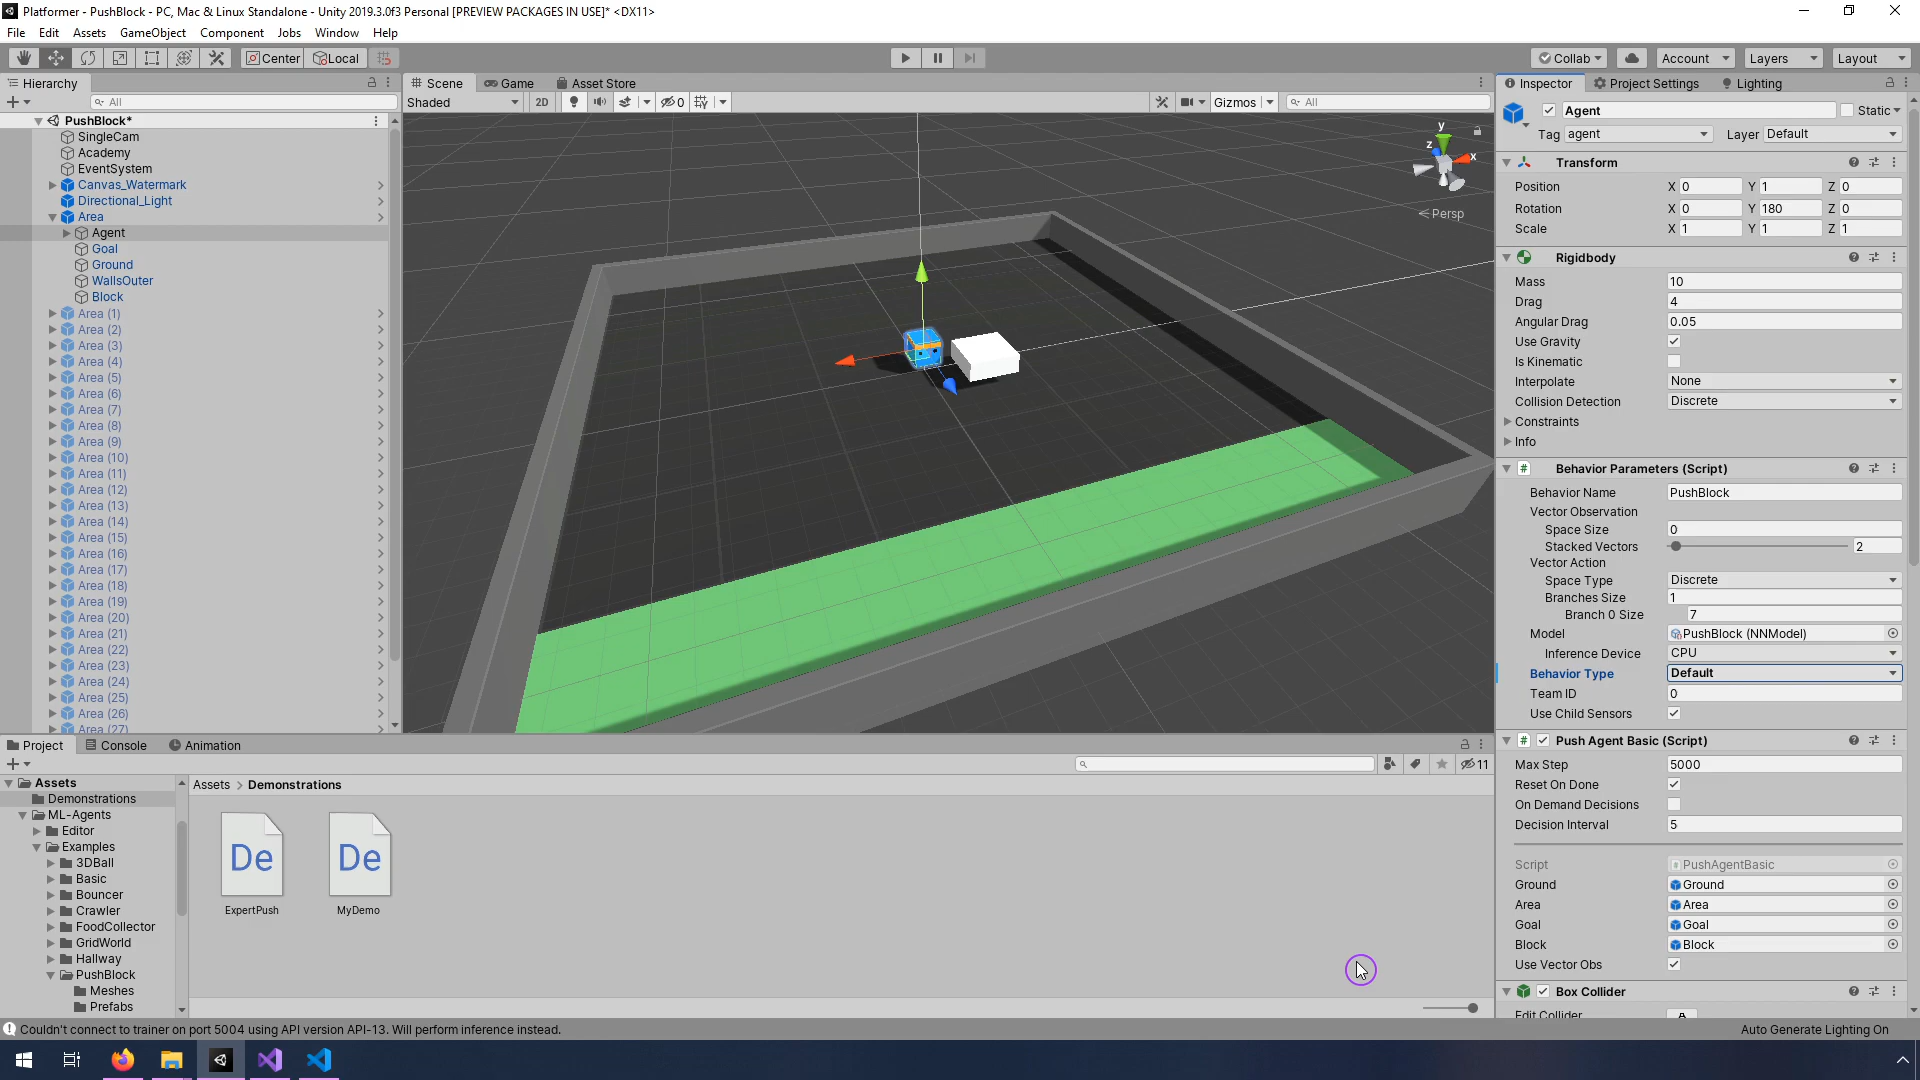 Platformer - PushBlock - PC, Mac & Linux Standalone - Unity 2019.3.0f3 Personal [PREVIEW PACKAGES IN USE]* <DX11>
File Edit Assets GameObject Component Jobs Window Help
Center Local Collab Account Layers Layout
Hierarchy
All
PushBlock*
SingleCam
Academy
EventSystem
Canvas_Watermark
Directional_Light
Area
Agent
Goal
Ground
WallsOuter
Block
Area (1)
Area (2)
Area (3)
Area (4)
Area (5)
Area (6)
Area (7)
Area (8)
Area (9)
Area (10)
Area (11)
Area (12)
Area (13)
Area (14)
Area (15)
Area (16)
Area (17)
Area (18)
Area (19)
Area (20)
Area (21)
Area (22)
Area (23)
Area (24)
Area (25)
Area (26)
Area (27)
Scene Game Asset Store
Shaded 2D 0 Gizmos All
y
z
x
Persp
Inspector Project Settings Lighting
Agent Static
Tag agent Layer Default
Transform
Position X 0 Y 1 Z 0
Rotation X 0 Y 180 Z 0
Scale X 1 Y 1 Z 1
Rigidbody
Mass 10
Drag 4
Angular Drag 0.05
Use Gravity
Is Kinematic
Interpolate None
Collision Detection Discrete
Constraints
Info
# Behavior Parameters (Script)
Behavior Name PushBlock
Vector Observation
Space Size 0
Stacked Vectors 2
Vector Action
Space Type Discrete
Branches Size 1
Branch 0 Size 7
Model PushBlock (NNModel)
Inference Device CPU
Behavior Type Default
Team ID 0
Use Child Sensors
# Push Agent Basic (Script)
Max Step 5000
Reset On Done
On Demand Decisions
Decision Interval 5
Script PushAgentBasic
Ground Ground
Area Area
Goal Goal
Block Block
Use Vector Obs
Box Collider
Edit Collider
Project Console Animation
11
Assets
Demonstrations
ML-Agents
Editor
Examples
3DBall
Basic
Bouncer
Crawler
FoodCollector
GridWorld
Hallway
PushBlock
Meshes
Prefabs
Assets > Demonstrations
De De
ExpertPush MyDemo
Couldn't connect to trainer on port 5004 using API version API-13. Will perform inference instead.
Auto Generate Lighting On